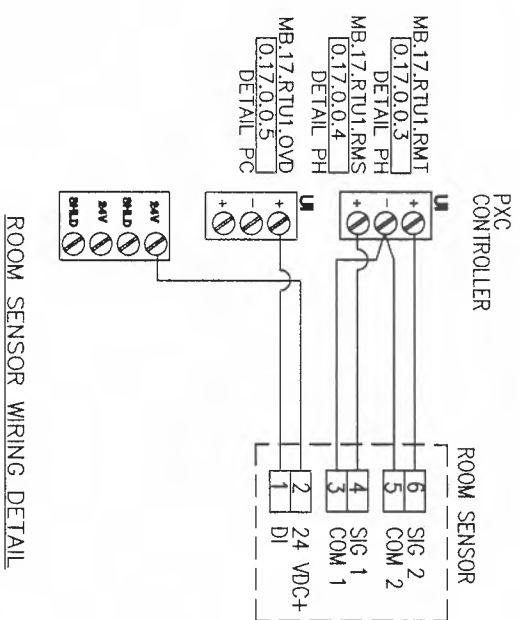 PXC
CONTROLLER
ROOM SENSOR
MB.17.RTU1.RMT
0.17.0.0.3
DETAIL PH
MB.17.RTU1.RMS
0.17.0.0.4
DETAIL PH
MB.17.RTU1.OVD
0.17.0.0.5
DETAIL PC
UI
+
-
+
UI
+
-
+
24V
SHLD
24V
SHLD
6 SIG 2
5 COM 2
4 SIG 1
3 COM 1
2 24 VDC+
1 DI
ROOM SENSOR WIRING DETAIL